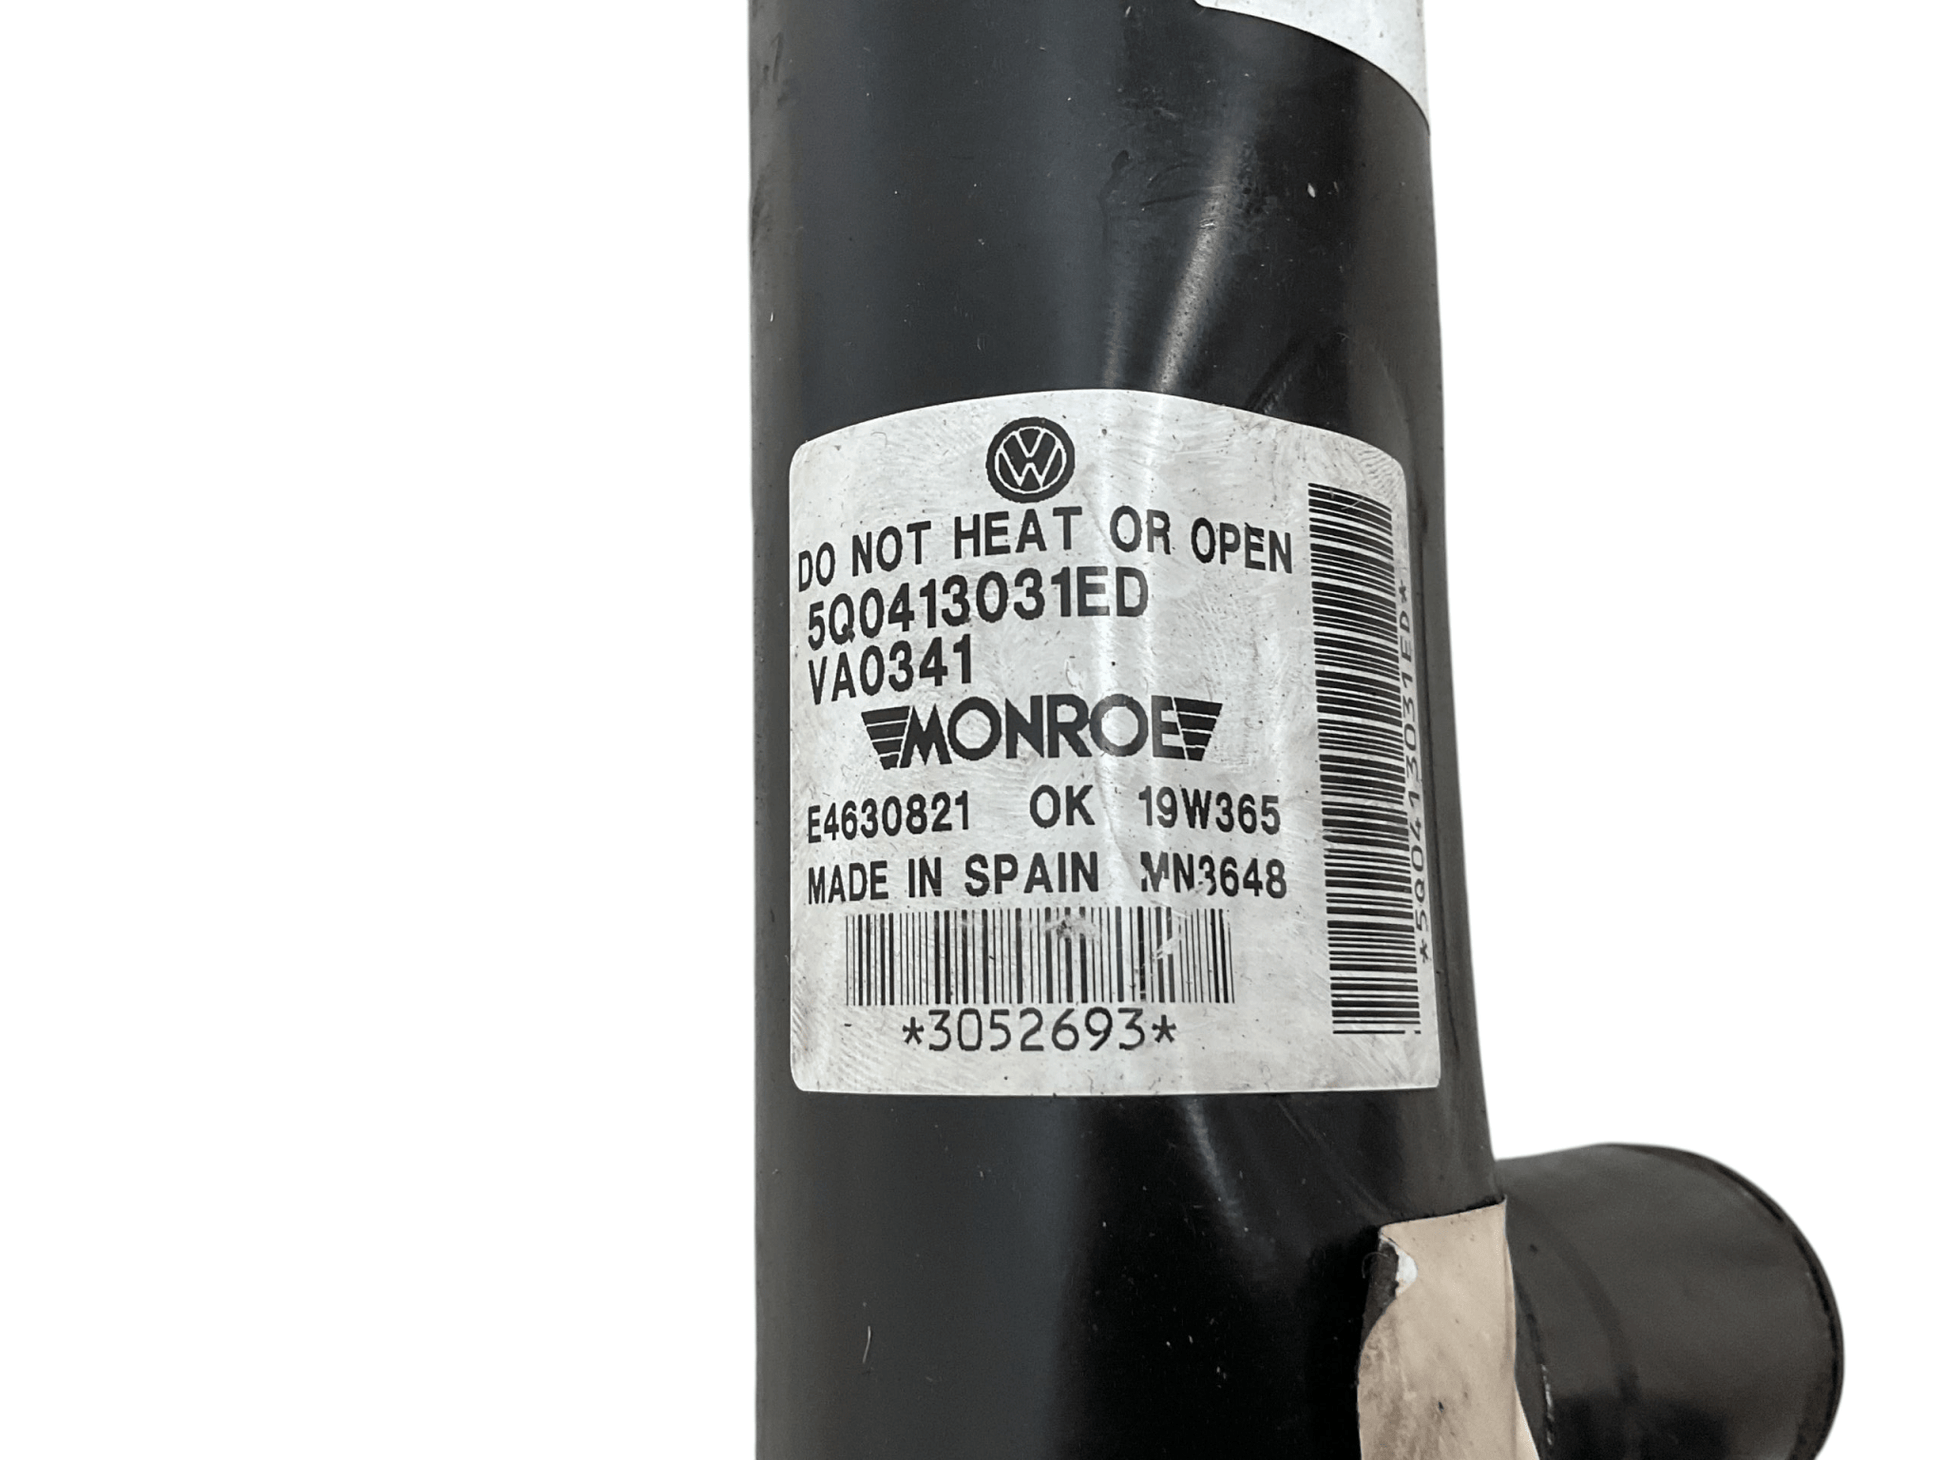 DO NOT HEAT OR OPEN
5Q0413031ED
VA0341
MONROE
E4630821 OK 19W365
MADE IN SPAIN MN3648
*3052693*
*5Q0413031ED*